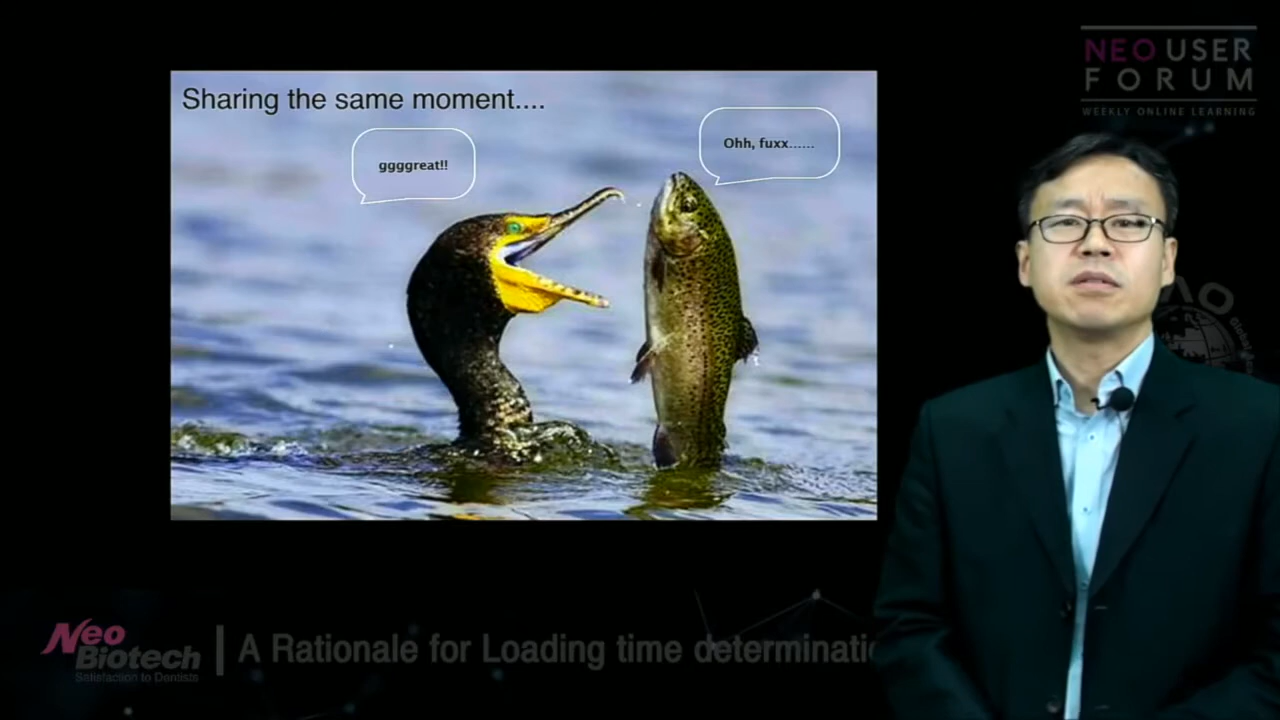 NEO USER
FORUM
WEEKLY ONLINE LEARNING
Sharing the same moment....
ggggreat!!
Ohh, fuxx......
Neo
Biotech
Satisfaction to Dentists
A Rationale for Loading time determinatio